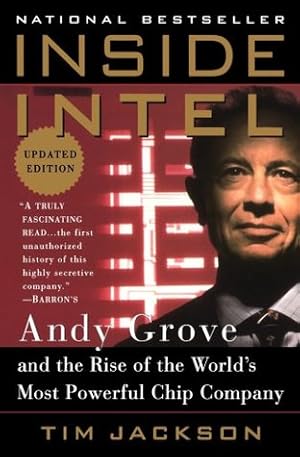 NATIONAL BESTSELLER
INSIDE
INTEL
UPDATED
EDITION
"A TRULY
FASCINATING
READ...the first
unauthorized
history of this
highly secretive
company."
—BARRON'S
Andy Grove
and the Rise of the World's
Most Powerful Chip Company
TIM JACKSON